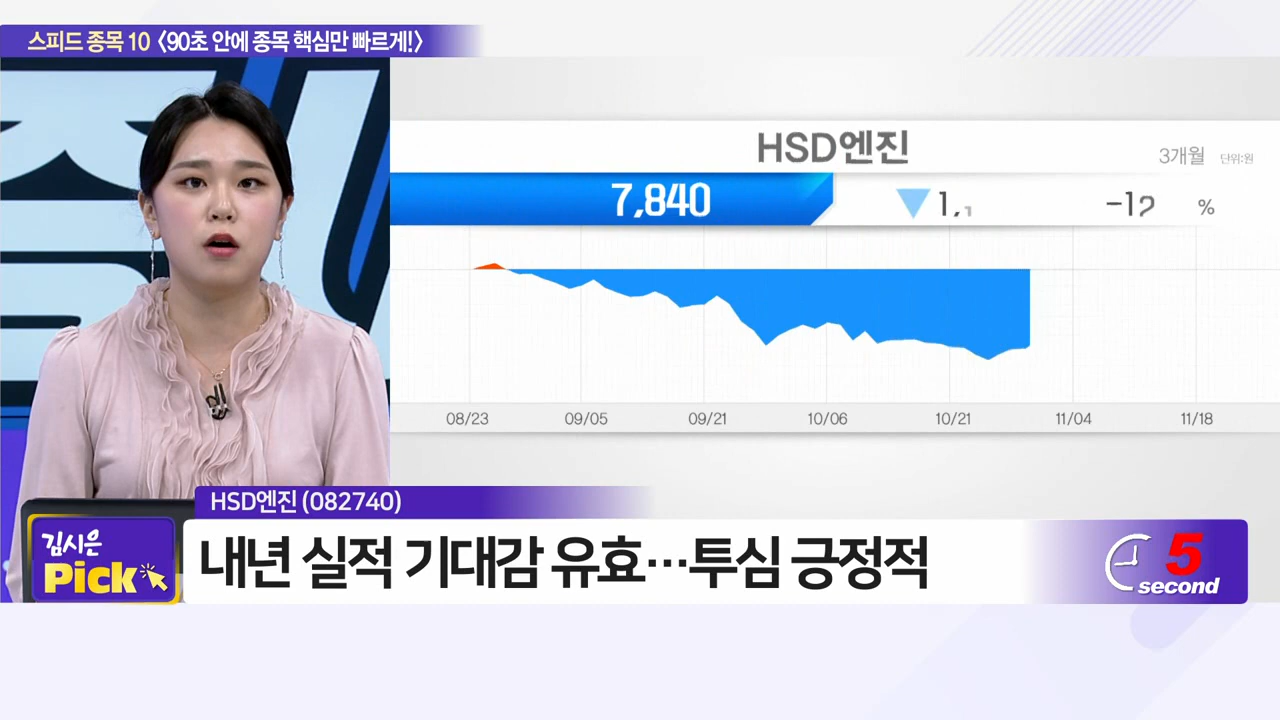 스피드 종목 10 〈90초 안에 종목 핵심만 빠르게!〉
HSD엔진
3개월 단위:원
7,840 ▼ %
08/23 09/05 09/21 10/06 10/21 11/04 11/18
HSD엔진 (082740)
김시은
Pick
내년 실적 기대감 유효…투심 긍정적
5
second